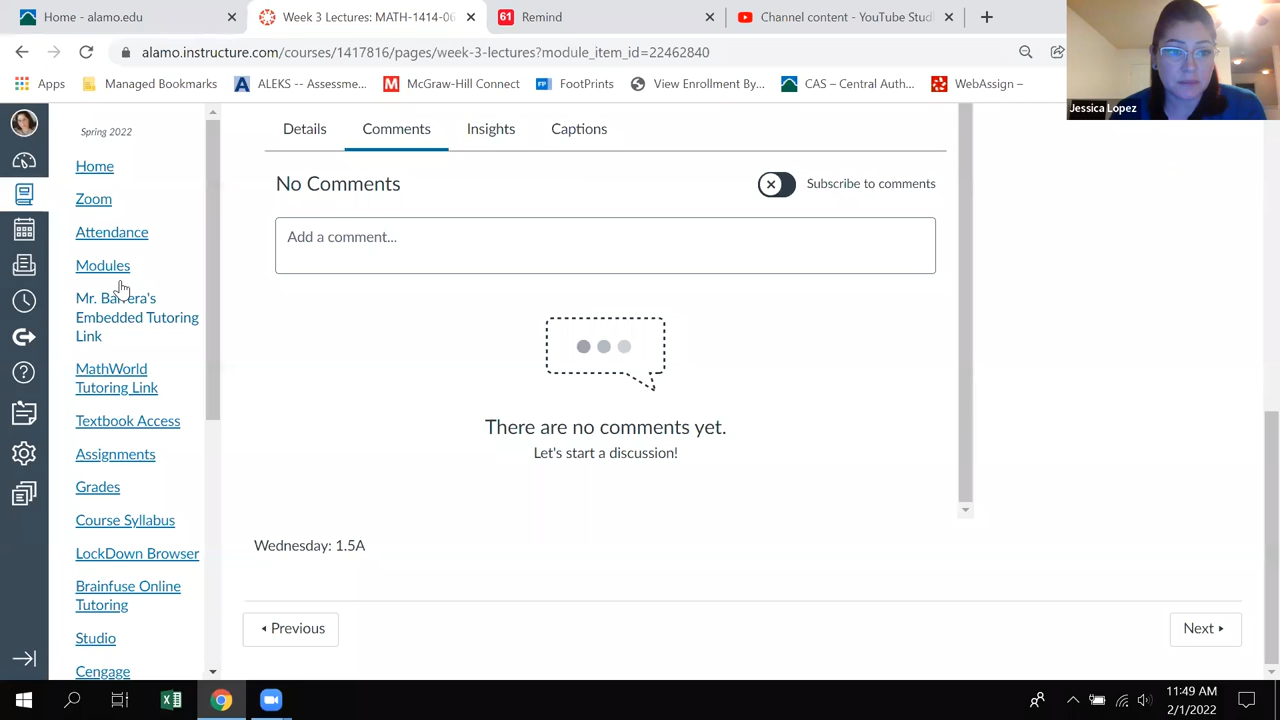 Home - alamo.edu
Week 3 Lectures: MATH-1414-06
61 Remind
Channel content - YouTube Stud
alamo.instructure.com/courses/1417816/pages/week-3-lectures?module_item_id=22462840
Apps
Managed Bookmarks
ALEKS -- Assessme...
McGraw-Hill Connect
FootPrints
View Enrollment By...
CAS – Central Auth...
WebAssign –
Jessica Lopez
Spring 2022
Home
Zoom
Attendance
Modules
Mr. Barrera's
Embedded Tutoring
Link
MathWorld
Tutoring Link
Textbook Access
Assignments
Grades
Course Syllabus
LockDown Browser
Brainfuse Online
Tutoring
Studio
Cengage
Details
Comments
Insights
Captions
No Comments
Subscribe to comments
Add a comment...
There are no comments yet.
Let's start a discussion!
Wednesday: 1.5A
Previous
Next
11:49 AM
2/1/2022